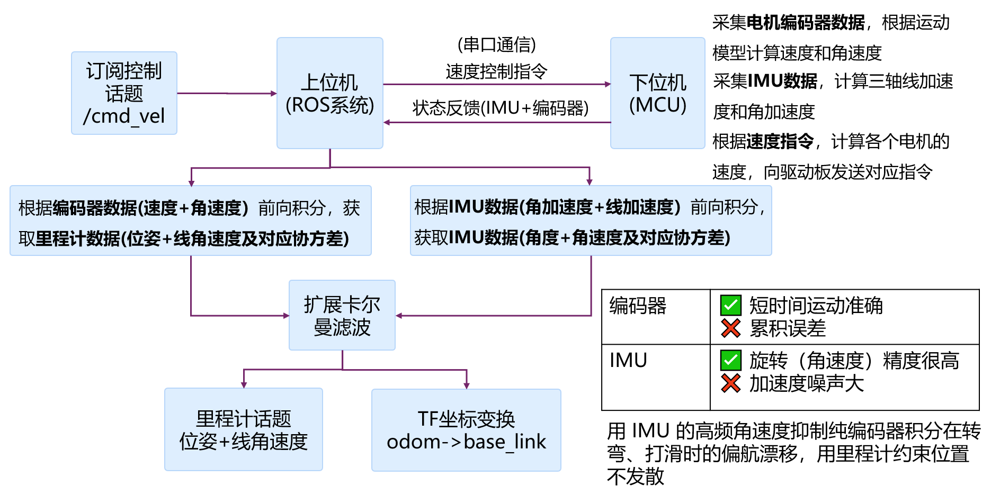 订阅控制
话题
/cmd_vel
上位机
(ROS系统)
(串口通信)
速度控制指令
状态反馈(IMU+编码器)
下位机
(MCU)
采集电机编码器数据，根据运动
模型计算速度和角速度
采集IMU数据，计算三轴线加速
度和角加速度
根据速度指令，计算各个电机的
速度，向驱动板发送对应指令
根据编码器数据(速度+角速度）前向积分，获
取里程计数据(位姿+线角速度及对应协方差)
根据IMU数据(角加速度+线加速度）前向积分，
获取IMU数据(角度+角速度及对应协方差)
扩展卡尔
曼滤波
里程计话题
位姿+线角速度
TF坐标变换
odom->base_link
编码器
✅ 短时间运动准确
❌ 累积误差
IMU
✅ 旋转（角速度）精度很高
❌ 加速度噪声大
用 IMU 的高频角速度抑制纯编码器积分在转
弯、打滑时的偏航漂移，用里程计约束位置
不发散